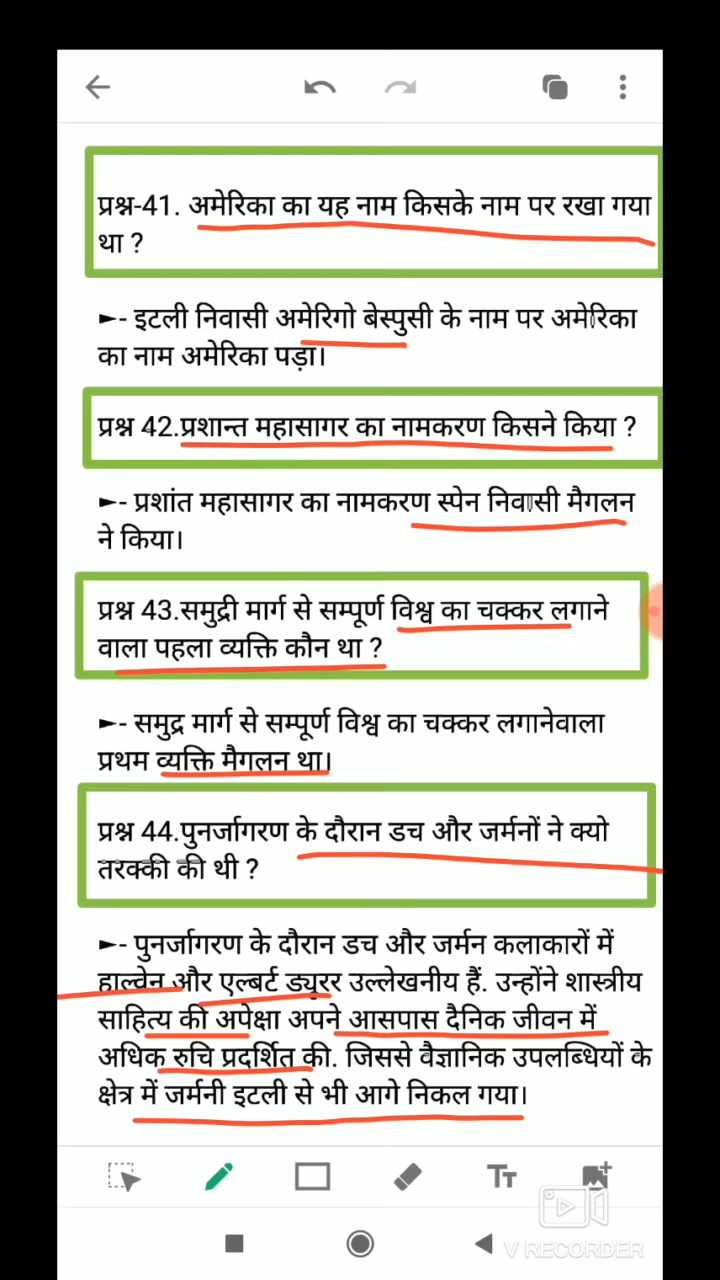 प्रश्न-41. अमेरिका का यह नाम किसके नाम पर रखा गया
था ?
►- इटली निवासी अमेरिगो बेस्पुसी के नाम पर अमेरिका
का नाम अमेरिका पड़ा।
प्रश्न 42.प्रशान्त महासागर का नामकरण किसने किया ?
►- प्रशांत महासागर का नामकरण स्पेन निवासी मैगलन
ने किया।
प्रश्न 43.समुद्री मार्ग से सम्पूर्ण विश्व का चक्कर लगाने
वाला पहला व्यक्ति कौन था ?
►- समुद्र मार्ग से सम्पूर्ण विश्व का चक्कर लगानेवाला
प्रथम व्यक्ति मैगलन था।
प्रश्न 44.पुनर्जागरण के दौरान डच और जर्मनों ने क्यो
तरक्की की थी ?
►- पुनर्जागरण के दौरान डच और जर्मन कलाकारों में
हाल्वेन और एल्बर्ट ड्यूरर उल्लेखनीय हैं. उन्होंने शास्त्रीय
साहित्य की अपेक्षा अपने आसपास दैनिक जीवन में
अधिक रुचि प्रदर्शित की. जिससे वैज्ञानिक उपलब्धियों के
क्षेत्र में जर्मनी इटली से भी आगे निकल गया।
TT
V RECORDER